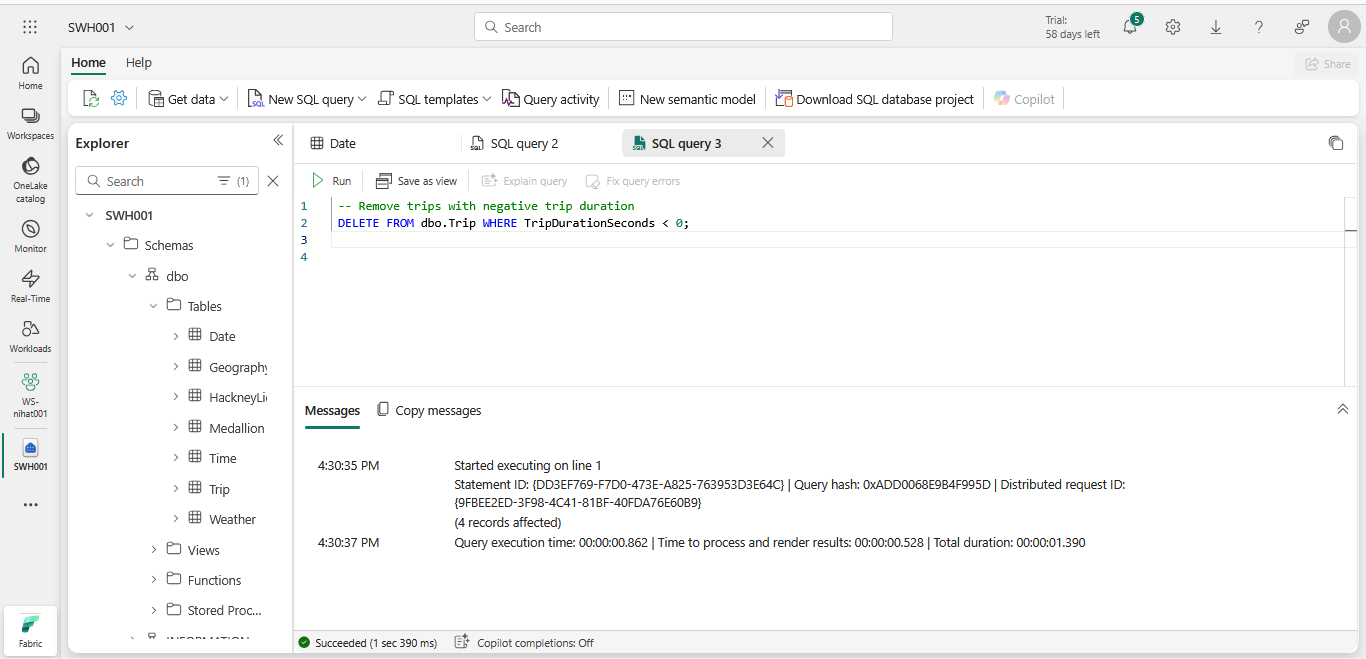 SWH001
Search
Trial:
58 days left
5
Home
Help
Share
Get data
New SQL query
SQL templates
Query activity
New semantic model
Download SQL database project
Copilot
Home
Workspaces
OneLake
catalog
Monitor
Real-Time
Workloads
WS-
nihat001
SWH001
Fabric
Explorer
Search
(1)
SWH001
Schemas
dbo
Tables
Date
Geography
HackneyLi
Medallion
Time
Trip
Weather
Views
Functions
Stored Proc...
Date
SQL query 2
SQL query 3
Run
Save as view
Explain query
Fix query errors
1 -- Remove trips with negative trip duration
2 DELETE FROM dbo.Trip WHERE TripDurationSeconds < 0;
3
4
Messages
Copy messages
4:30:35 PM Started executing on line 1
Statement ID: {DD3EF769-F7D0-473E-A825-763953D3E64C} | Query hash: 0xADD0068E9B4F995D | Distributed request ID:
{9FBEE2ED-3F98-4C41-81BF-40FDA76E60B9}
(4 records affected)
4:30:37 PM Query execution time: 00:00:00.862 | Time to process and render results: 00:00:00.528 | Total duration: 00:00:01.390
Succeeded (1 sec 390 ms)
Copilot completions: Off